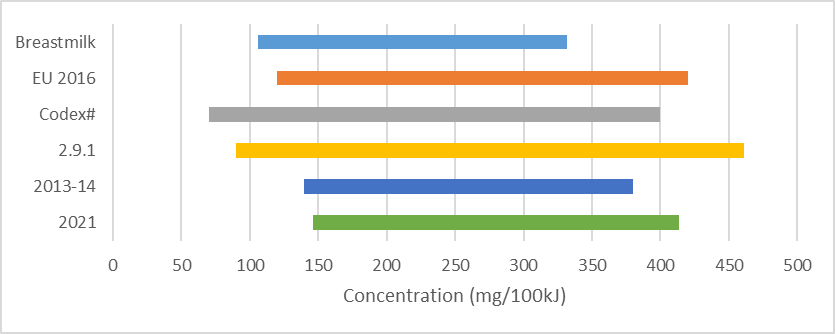 Breastmilk
EU 2016
Codex#
2.9.1
2013-14
2021
0 50 100 150 200 250 300 350 400 450 500
Concentration (mg/100kJ)